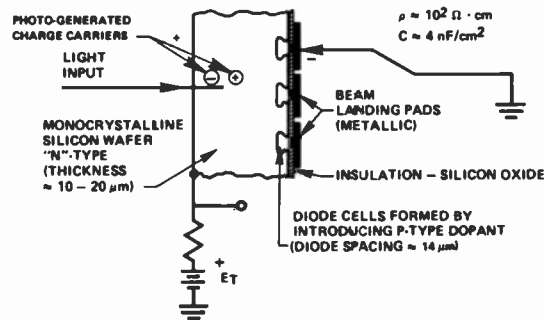 PHOTO-GENERATED
CHARGE CARRIERS
LIGHT
INPUT
+
−
+
−
ρ ≈ 10² Ω · cm
C ≈ 4 nF/cm²
MONOCRYSTALLINE
SILICON WAFER
"N"-TYPE
(THICKNESS
≈ 10 – 20 μm)
BEAM
LANDING PADS
(METALLIC)
INSULATION – SILICON OXIDE
DIODE CELLS FORMED BY
INTRODUCING P-TYPE DOPANT
(DIODE SPACING ≈ 14 μm)
+
ET